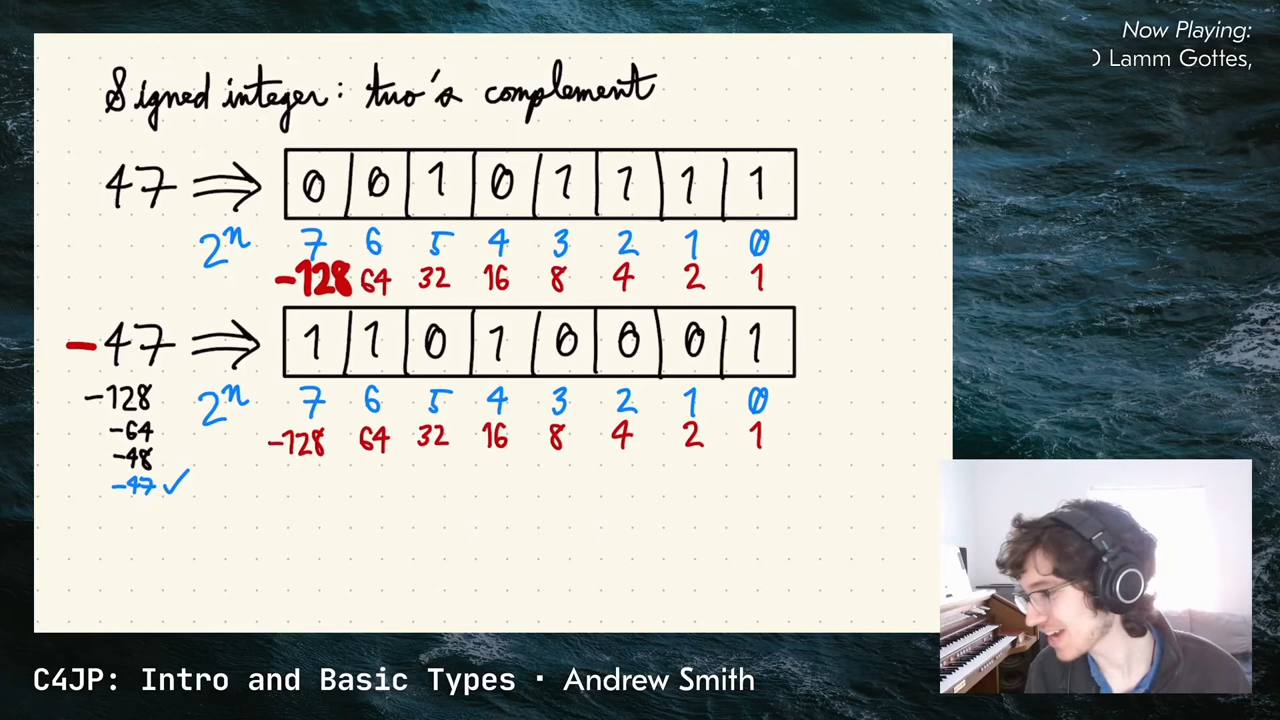 Now Playing:
O Lamm Gottes,
Signed integer: two's complement
47 ⇒ 0 0 1 0 1 1 1 1
2ⁿ 7 6 5 4 3 2 1 0
-128 64 32 16 8 4 2 1
-47 ⇒ 1 1 0 1 0 0 0 1
2ⁿ 7 6 5 4 3 2 1 0
-128 64 32 16 8 4 2 1
-128
-64
-48
-47 ✓
C4JP: Intro and Basic Types · Andrew Smith